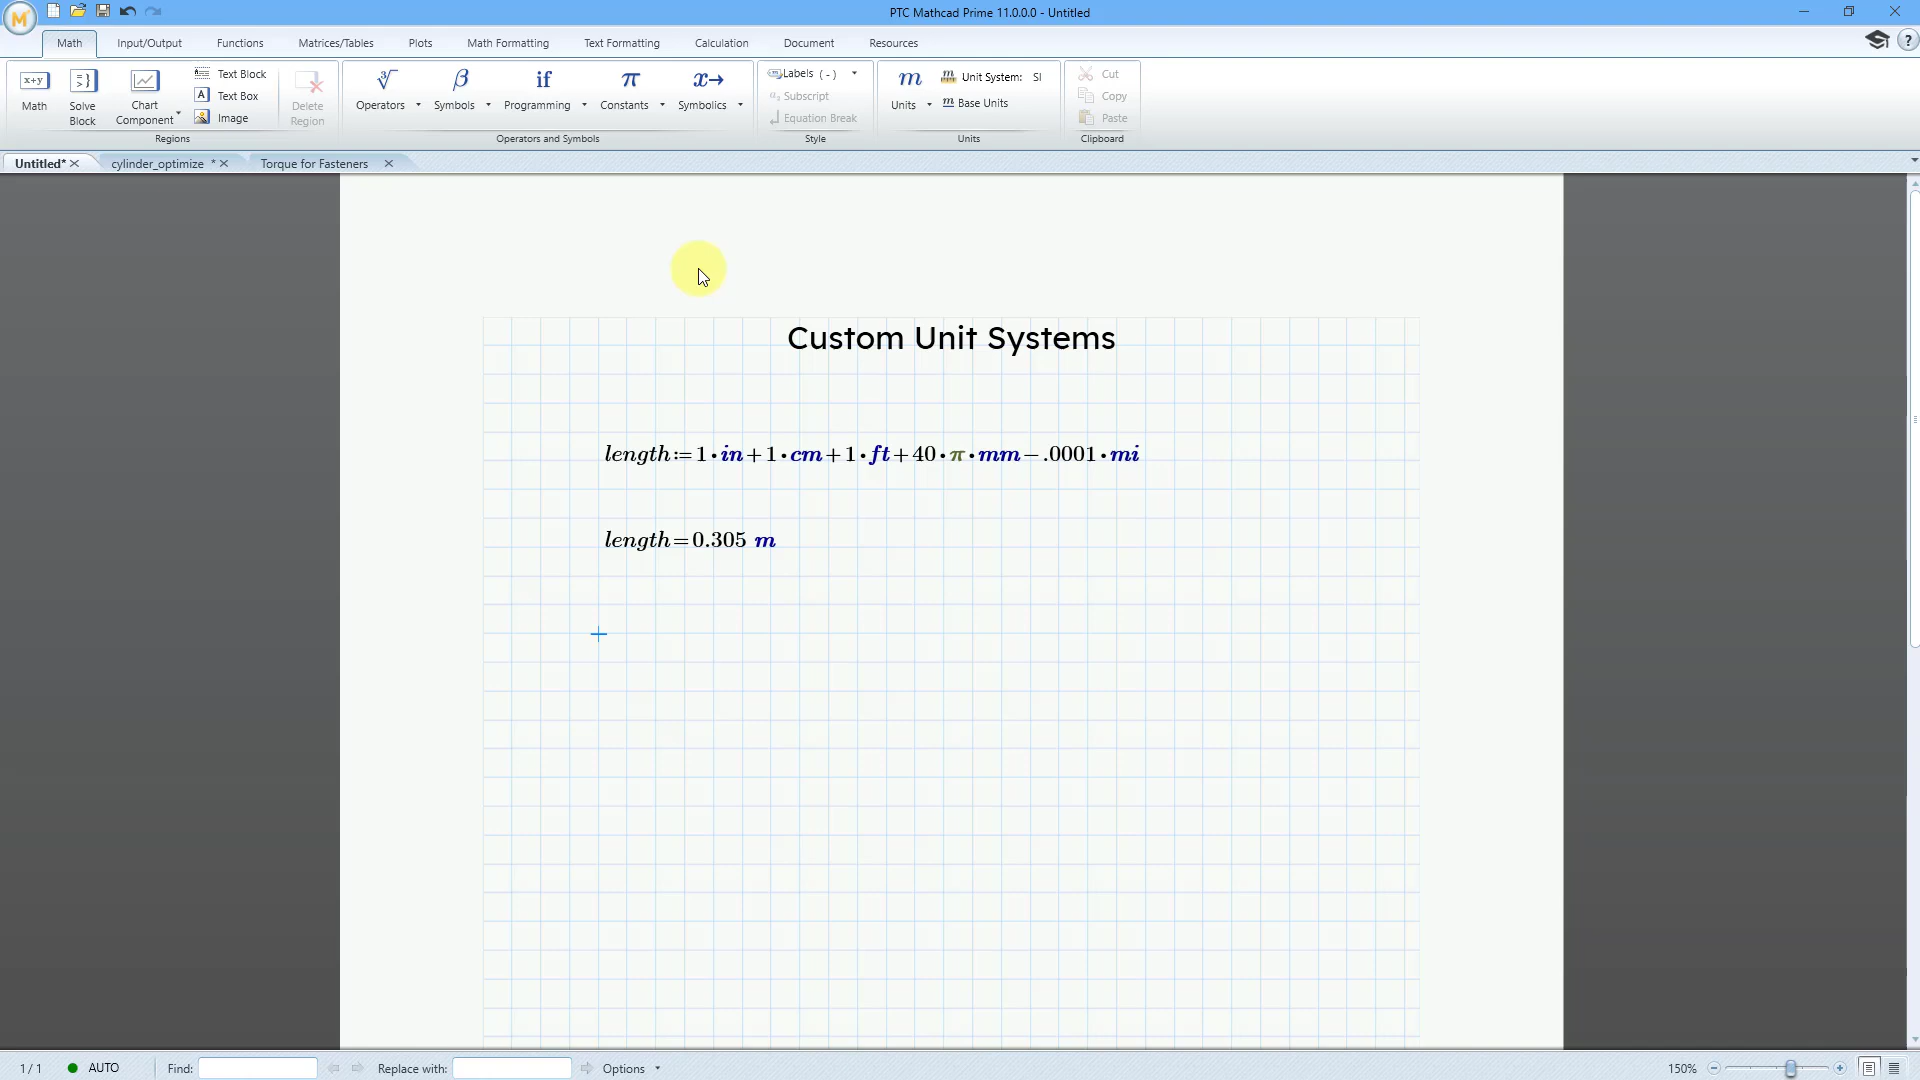 PTC Mathcad Prime 11.0.0.0 - Untitled
Math Input/Output Functions Matrices/Tables Plots Math Formatting Text Formatting Calculation Document Resources
Math
Solve Block
Chart Component
Text Block
Text Box
Image
Delete Region
Regions
Operators Symbols Programming Constants Symbolics
Operators and Symbols
Labels ( - )
Subscript
Equation Break
Style
Units
Unit System: SI
Base Units
Units
Cut
Copy
Paste
Clipboard
Untitled* cylinder_optimize * Torque for Fasteners
Custom Unit Systems
length:=1·in+1·cm+1·ft+40·π·mm−.0001·mi
length=0.305 m
1 / 1 AUTO Find: Replace with: Options 150%